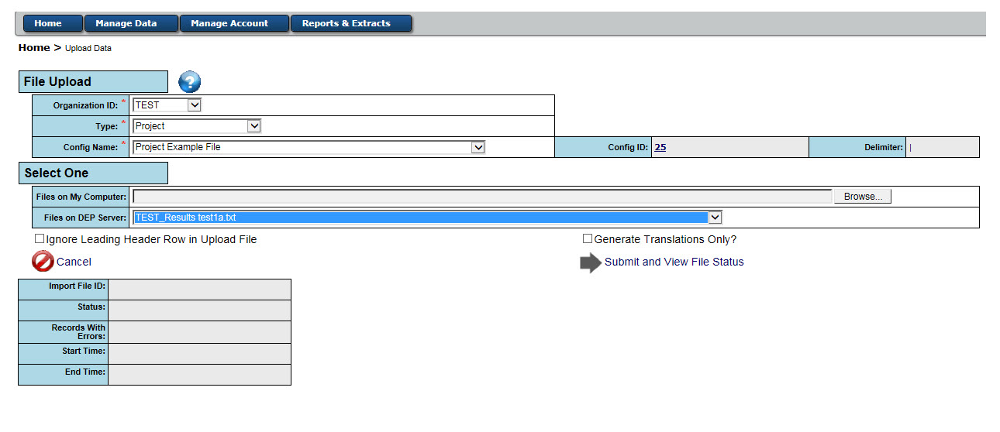 Home Manage Data Manage Account Reports & Extracts
Home > Upload Data
File Upload ?
Organization ID: * TEST
Type: * Project
Config Name: * Project Example File Config ID: 25 Delimiter: |
Select One
Files on My Computer: Browse...
Files on DEP Server: TEST_Results test1a.txt
Ignore Leading Header Row in Upload File Generate Translations Only?
Cancel Submit and View File Status
Import File ID:
Status:
Records With
Errors:
Start Time:
End Time: